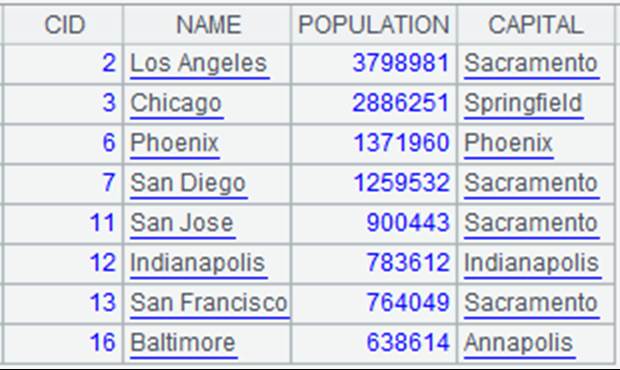 CID NAME POPULATION CAPITAL
2 Los Angeles 3798981 Sacramento
3 Chicago 2886251 Springfield
6 Phoenix 1371960 Phoenix
7 San Diego 1259532 Sacramento
11 San Jose 900443 Sacramento
12 Indianapolis 783612 Indianapolis
13 San Francisco 764049 Sacramento
16 Baltimore 638614 Annapolis